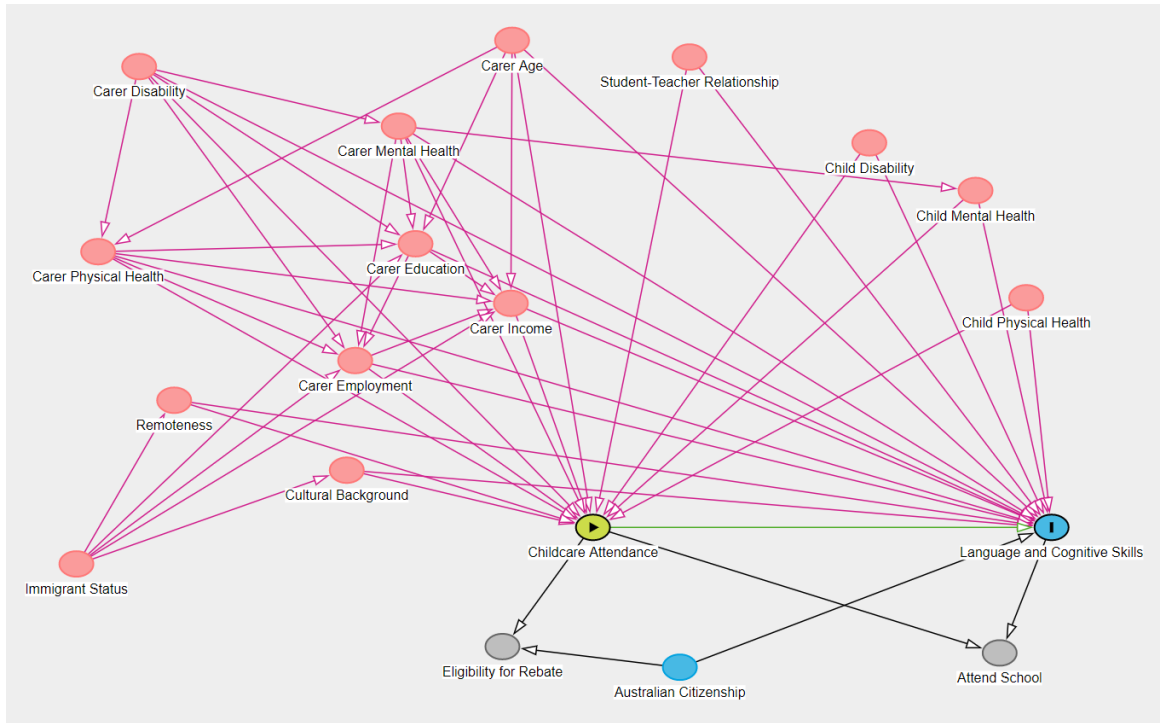 Carer Age
Student-Teacher Relationship
Carer Disability
Carer Mental Health
Child Disability
Child Mental Health
Carer Physical Health
Carer Education
Carer Income
Child Physical Health
Carer Employment
Remoteness
Cultural Background
Childcare Attendance
Language and Cognitive Skills
Immigrant Status
Eligibility for Rebate
Australian Citizenship
Attend School